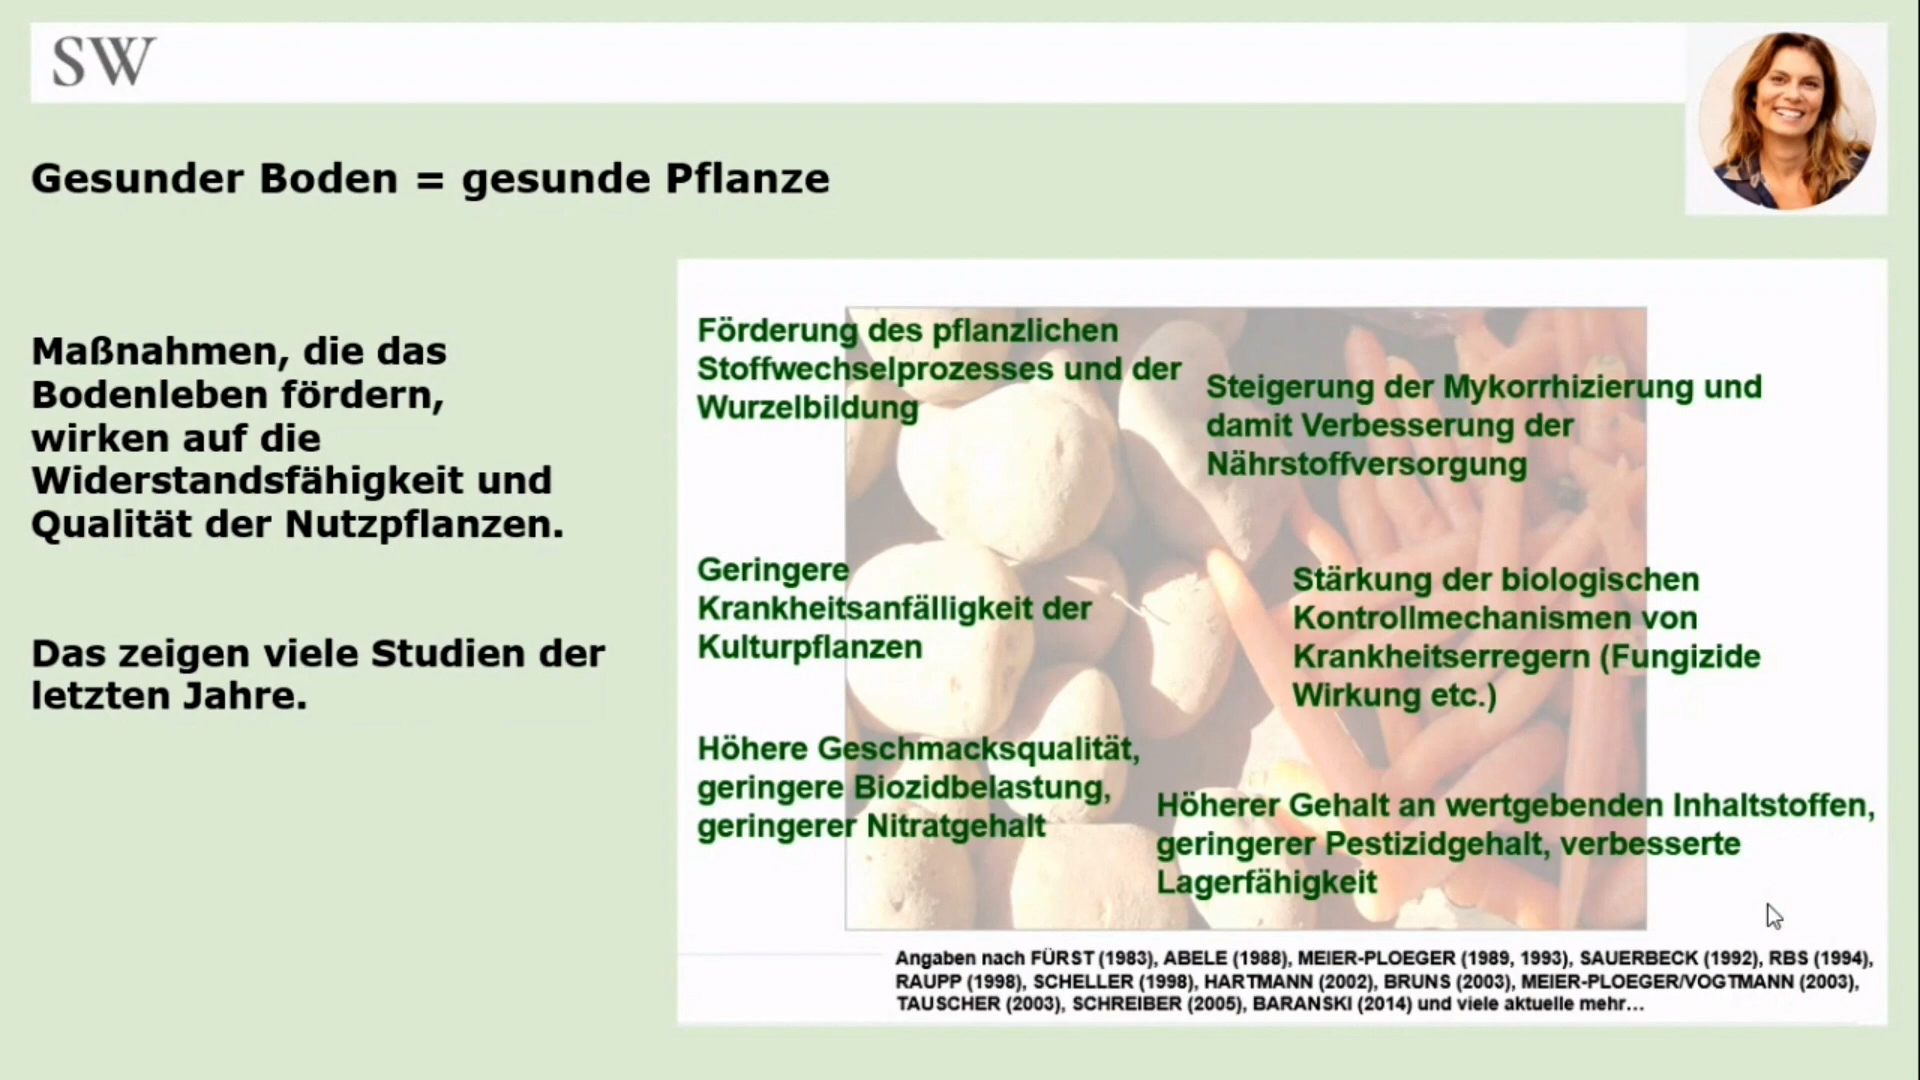 SW
Gesunder Boden = gesunde Pflanze
Maßnahmen, die das
Bodenleben fördern,
wirken auf die
Widerstandsfähigkeit und
Qualität der Nutzpflanzen.
Das zeigen viele Studien der
letzten Jahre.
Förderung des pflanzlichen
Stoffwechselprozesses und der
Wurzelbildung
Steigerung der Mykorrhizierung und
damit Verbesserung der
Nährstoffversorgung
Geringere
Krankheitsanfälligkeit der
Kulturpflanzen
Stärkung der biologischen
Kontrollmechanismen von
Krankheitserregern (Fungizide
Wirkung etc.)
Höhere Geschmacksqualität,
geringere Biozidbelastung,
geringerer Nitratgehalt
Höherer Gehalt an wertgebenden Inhaltstoffen,
geringerer Pestizidgehalt, verbesserte
Lagerfähigkeit
Angaben nach FÜRST (1983), ABELE (1988), MEIER-PLOEGER (1989, 1993), SAUERBECK (1992), RBS (1994),
RAUPP (1998), SCHELLER (1998), HARTMANN (2002), BRUNS (2003), MEIER-PLOEGER/VOGTMANN (2003),
TAUSCHER (2003), SCHREIBER (2005), BARANSKI (2014) und viele aktuelle mehr…